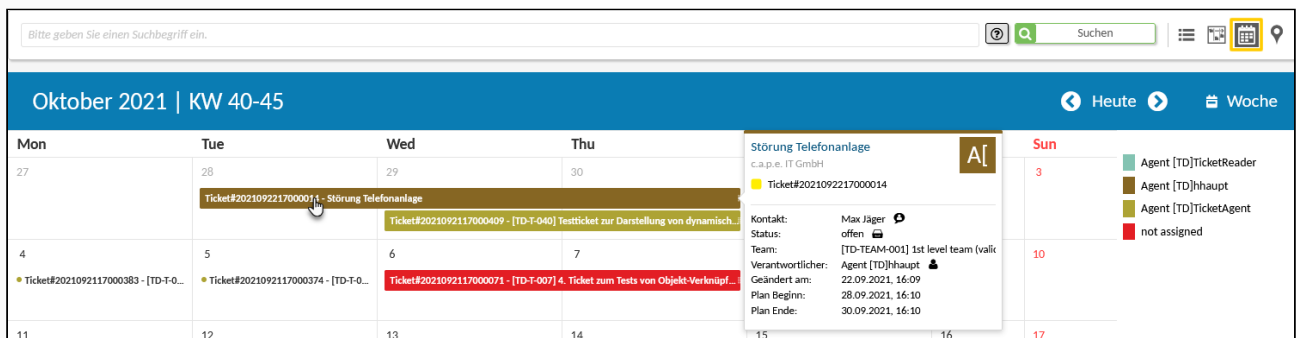 Bitte geben Sie einen Suchbegriff ein.
Suchen
Oktober 2021 | KW 40-45
Heute
Woche
Mon
Tue
Wed
Thu
Sun
27
28
29
30
3
Ticket#2021092217000014 - Störung Telefonanlage
Ticket#2021092117000409 - [TD-T-040] Testticket zur Darstellung von dynamisch...
4
5
6
7
10
Ticket#2021092117000383 - [TD-T-0...
Ticket#2021092117000374 - [TD-T-0...
Ticket#2021092117000071 - [TD-T-007] 4. Ticket zum Tests von Objekt-Verknüpf...
11
12
13
14
15
16
17
Störung Telefonanlage
c.a.p.e. IT GmbH
A[
Ticket#2021092217000014
Kontakt: Max Jäger
Status: offen
Team: [TD-TEAM-001] 1st level team (valid
Verantwortlicher: Agent [TD]hhaupt
Geändert am: 22.09.2021, 16:09
Plan Beginn: 28.09.2021, 16:10
Plan Ende: 30.09.2021, 16:10
Agent [TD]TicketReader
Agent [TD]hhaupt
Agent [TD]TicketAgent
not assigned